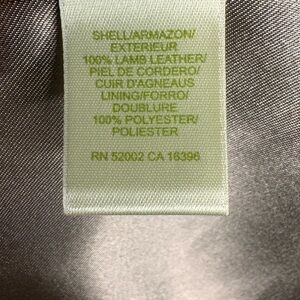 SHELL/ARMAZON/
EXTERIEUR
100% LAMB LEATHER/
PIEL DE CORDERO/
CUIR D'AGNEAUS
LINING/FORRO/
DOUBLURE
100% POLYESTER/
POLIESTER
RN 52002 CA 16396